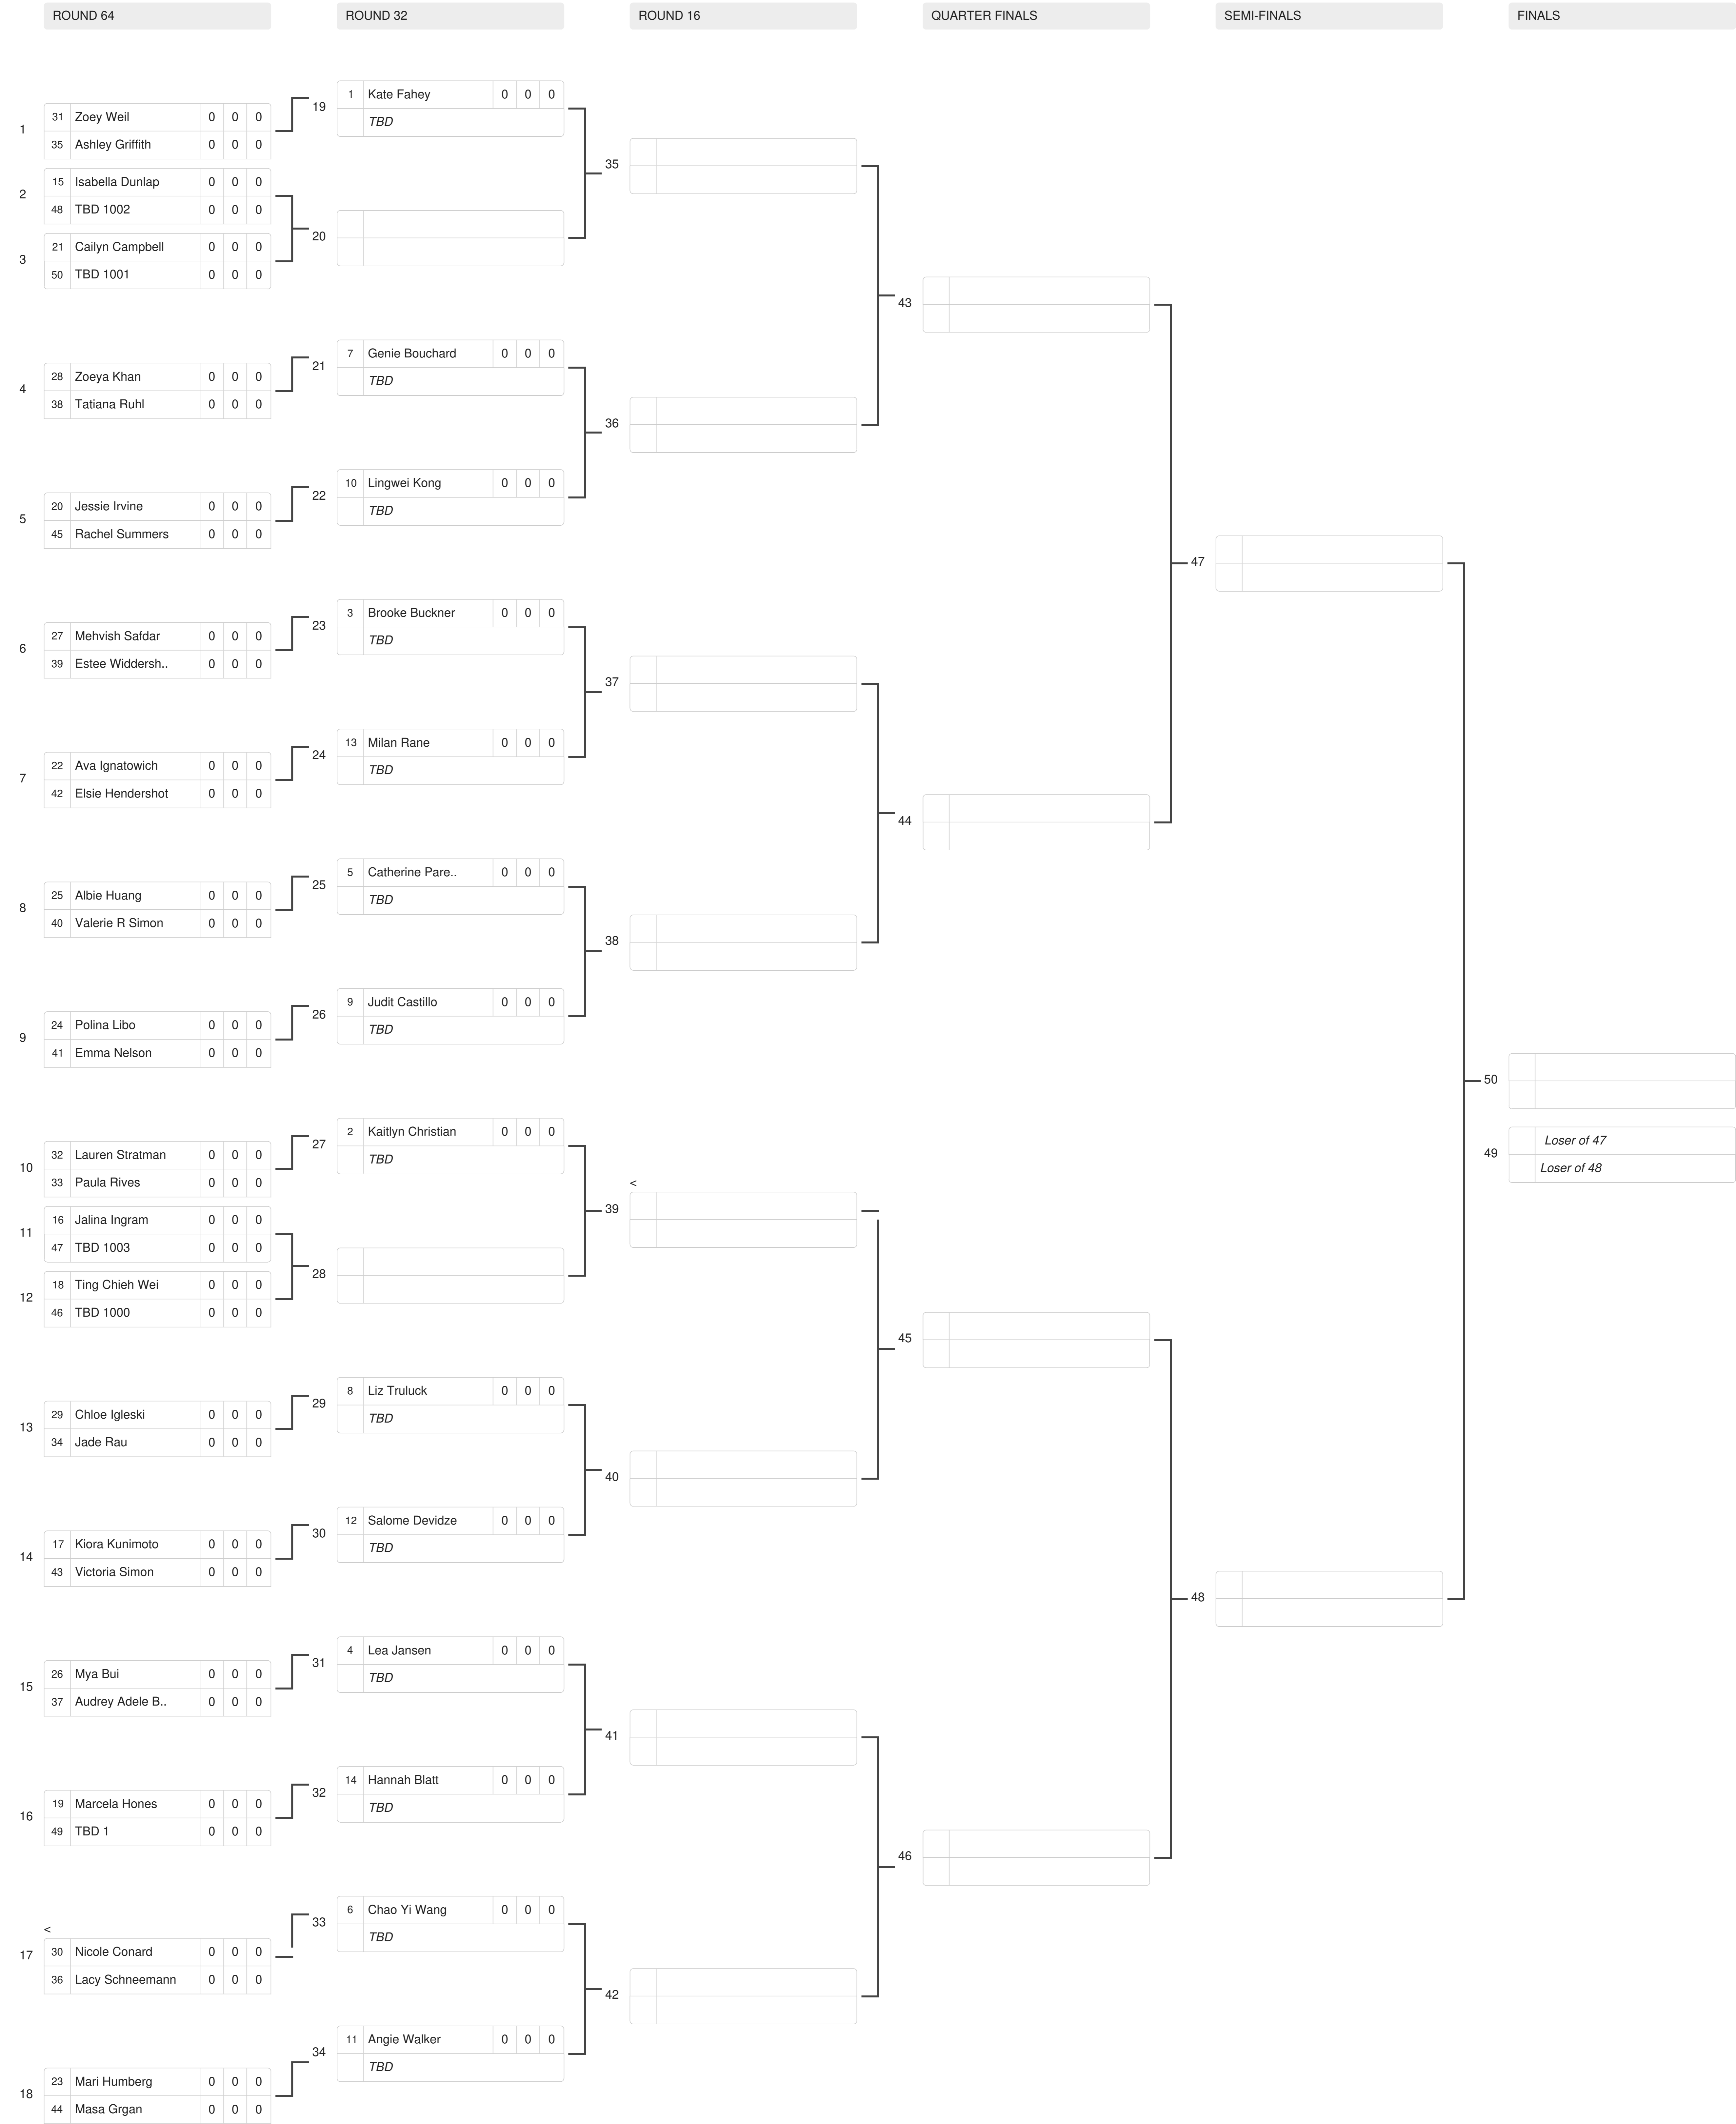 ROUND 64
ROUND 32
ROUND 16
QUARTER FINALS
SEMI-FINALS
FINALS
1
31 Zoey Weil 0 0 0
35 Ashley Griffith 0 0 0
2
15 Isabella Dunlap 0 0 0
48 TBD 1002 0 0 0
3
21 Cailyn Campbell 0 0 0
50 TBD 1001 0 0 0
4
28 Zoeya Khan 0 0 0
38 Tatiana Ruhl 0 0 0
5
20 Jessie Irvine 0 0 0
45 Rachel Summers 0 0 0
6
27 Mehvish Safdar 0 0 0
39 Estee Widdersh.. 0 0 0
7
22 Ava Ignatowich 0 0 0
42 Elsie Hendershot 0 0 0
8
25 Albie Huang 0 0 0
40 Valerie R Simon 0 0 0
9
24 Polina Libo 0 0 0
41 Emma Nelson 0 0 0
10
32 Lauren Stratman 0 0 0
33 Paula Rives 0 0 0
11
16 Jalina Ingram 0 0 0
47 TBD 1003 0 0 0
12
18 Ting Chieh Wei 0 0 0
46 TBD 1000 0 0 0
13
29 Chloe Igleski 0 0 0
34 Jade Rau 0 0 0
14
17 Kiora Kunimoto 0 0 0
43 Victoria Simon 0 0 0
15
26 Mya Bui 0 0 0
37 Audrey Adele B.. 0 0 0
16
19 Marcela Hones 0 0 0
49 TBD 1 0 0 0
<
17
30 Nicole Conard 0 0 0
36 Lacy Schneemann 0 0 0
18
23 Mari Humberg 0 0 0
44 Masa Grgan 0 0 0
19
1 Kate Fahey 0 0 0
TBD
20
21
7 Genie Bouchard 0 0 0
TBD
22
10 Lingwei Kong 0 0 0
TBD
23
3 Brooke Buckner 0 0 0
TBD
24
13 Milan Rane 0 0 0
TBD
25
5 Catherine Pare.. 0 0 0
TBD
26
9 Judit Castillo 0 0 0
TBD
27
2 Kaitlyn Christian 0 0 0
TBD
28
29
8 Liz Truluck 0 0 0
TBD
30
12 Salome Devidze 0 0 0
TBD
31
4 Lea Jansen 0 0 0
TBD
32
14 Hannah Blatt 0 0 0
TBD
33
6 Chao Yi Wang 0 0 0
TBD
34
11 Angie Walker 0 0 0
TBD
35
36
37
38
<
39
40
41
42
43
44
45
46
47
48
50
49
Loser of 47
Loser of 48